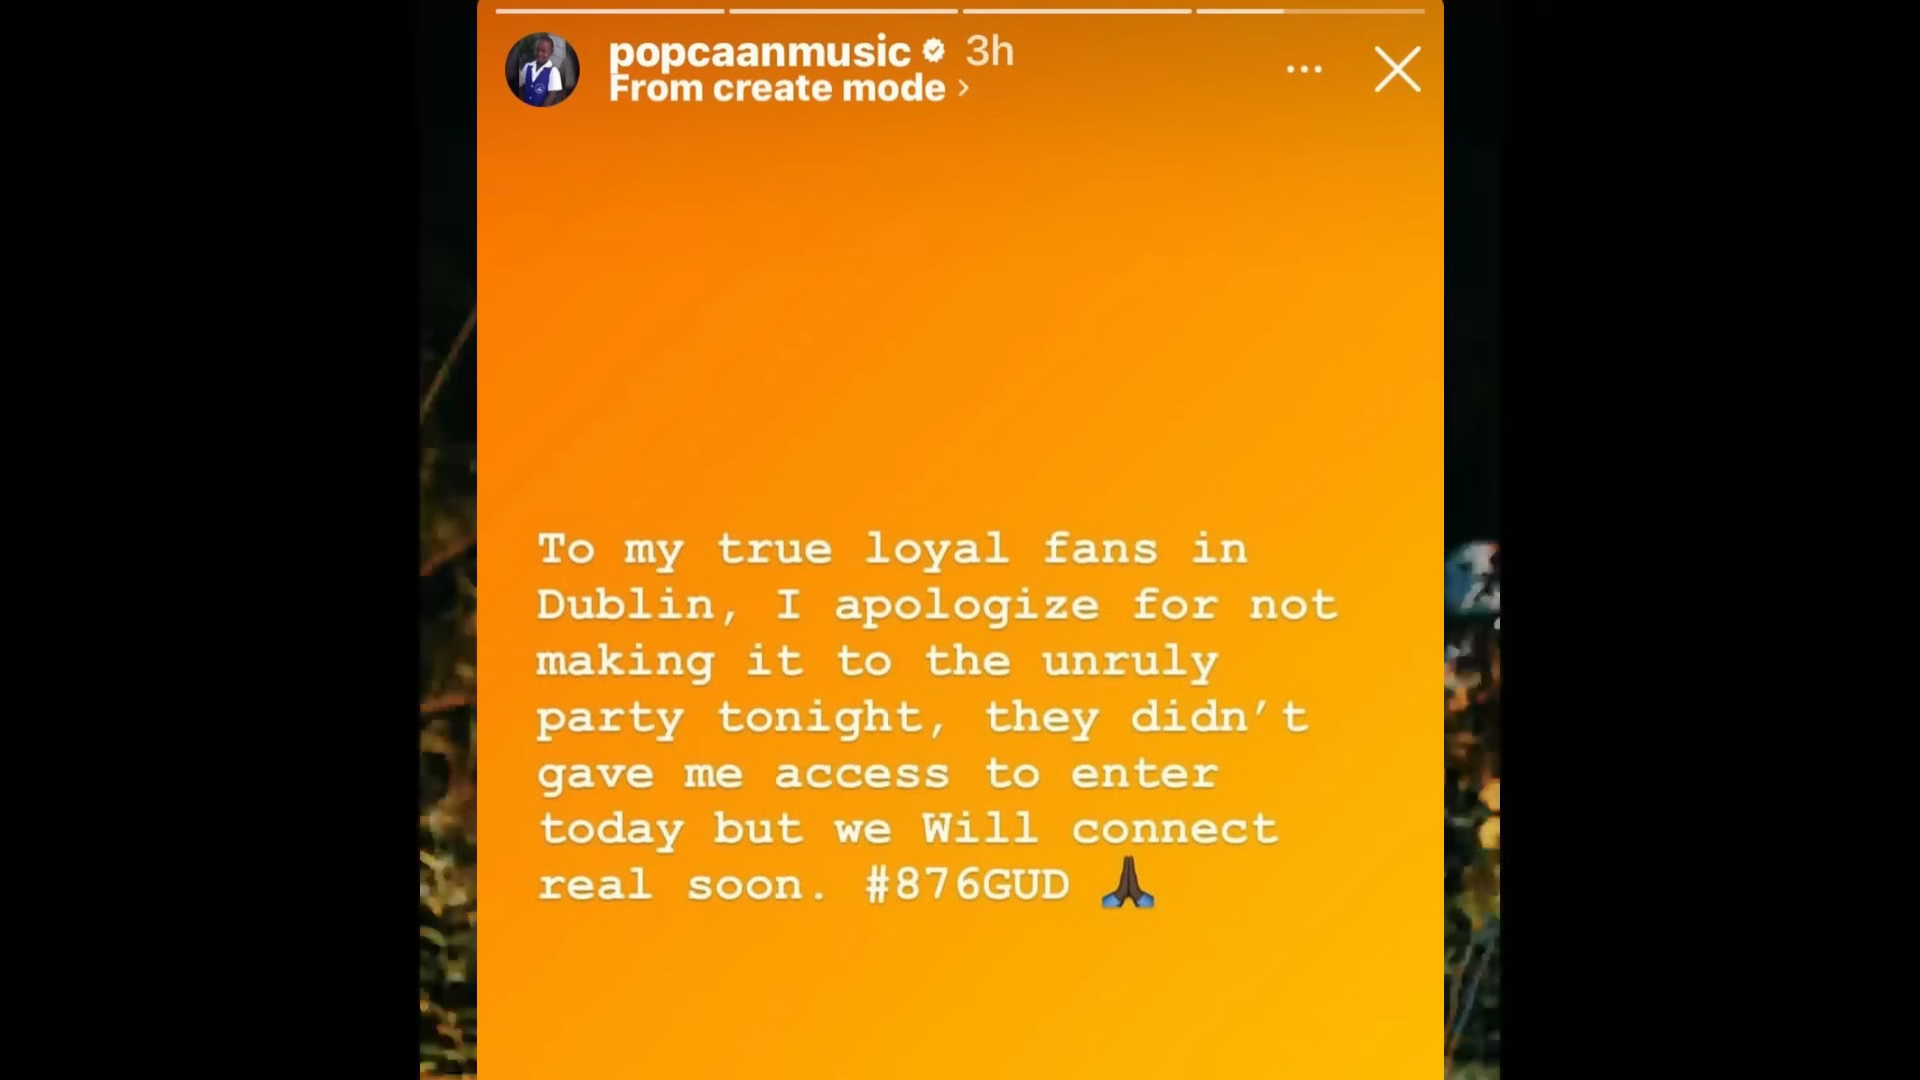 popcaanmusic 3h
From create mode >
To my true loyal fans in
Dublin, I apologize for not
making it to the unruly
party tonight, they didn’t
gave me access to enter
today but we Will connect
real soon. #876GUD 🙏🏿